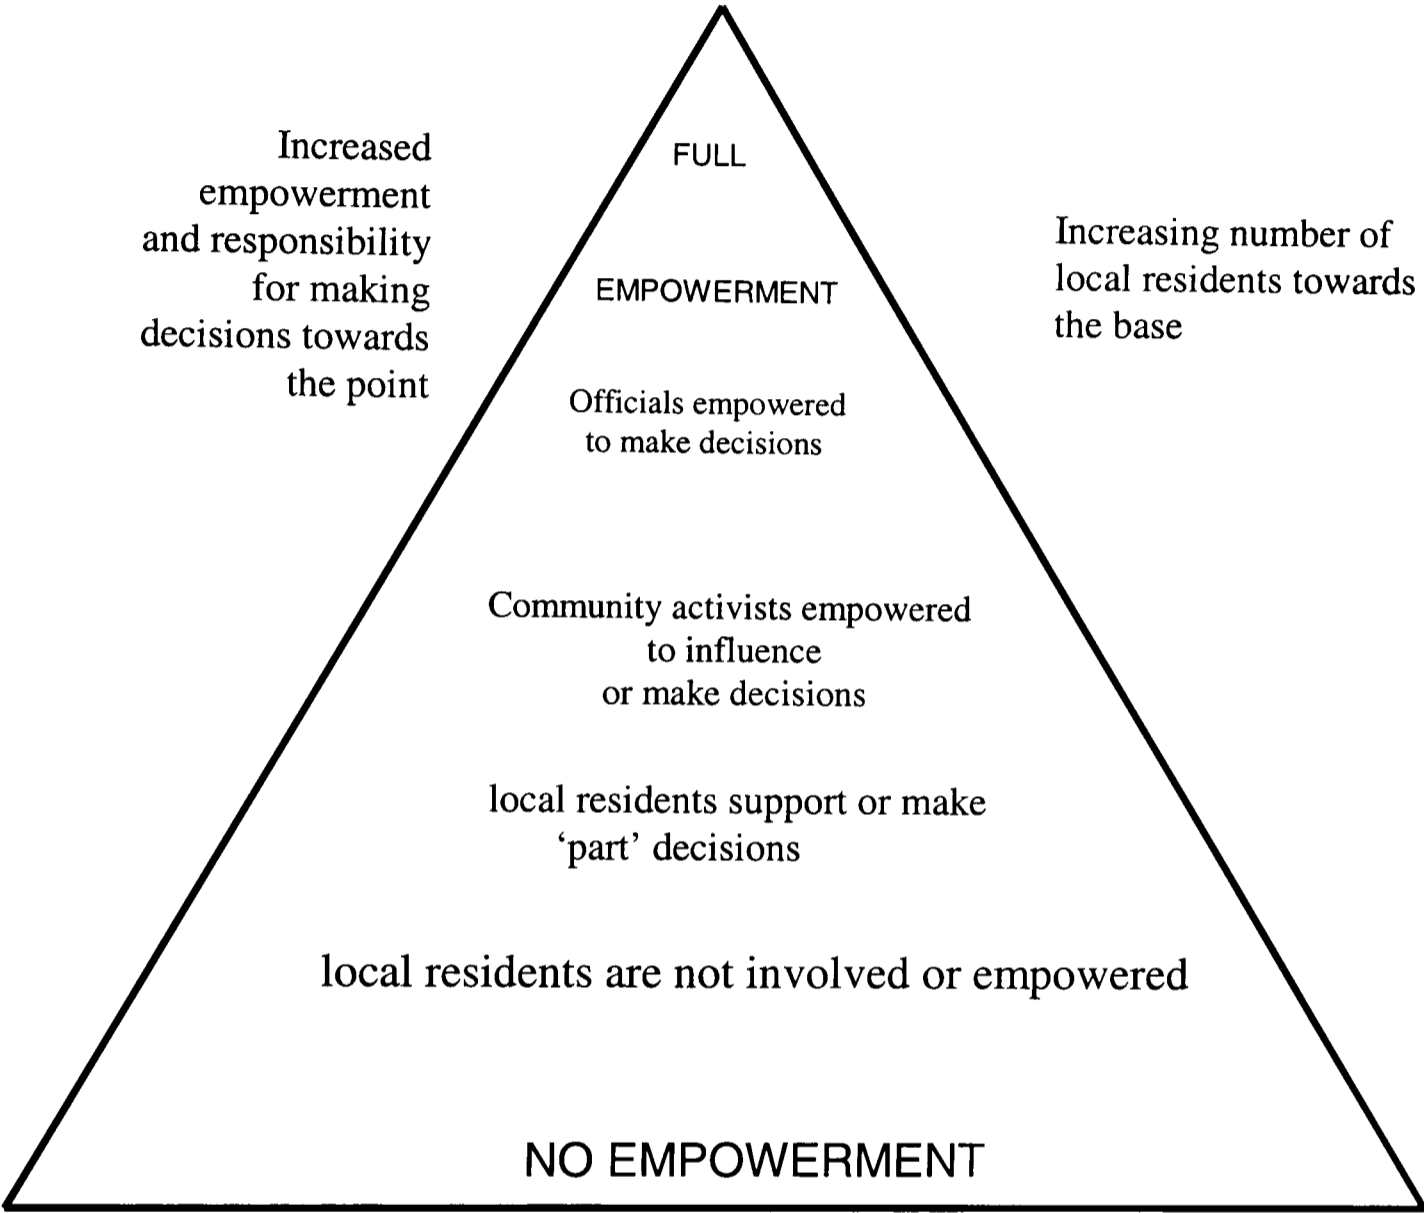 Increased
empowerment
and responsibility
for making
decisions towards
the point
FULL
EMPOWERMENT
Increasing number of
local residents towards
the base
Officials empowered
to make decisions
Community activists empowered
to influence
or make decisions
local residents support or make
‘part’ decisions
local residents are not involved or empowered
NO EMPOWERMENT